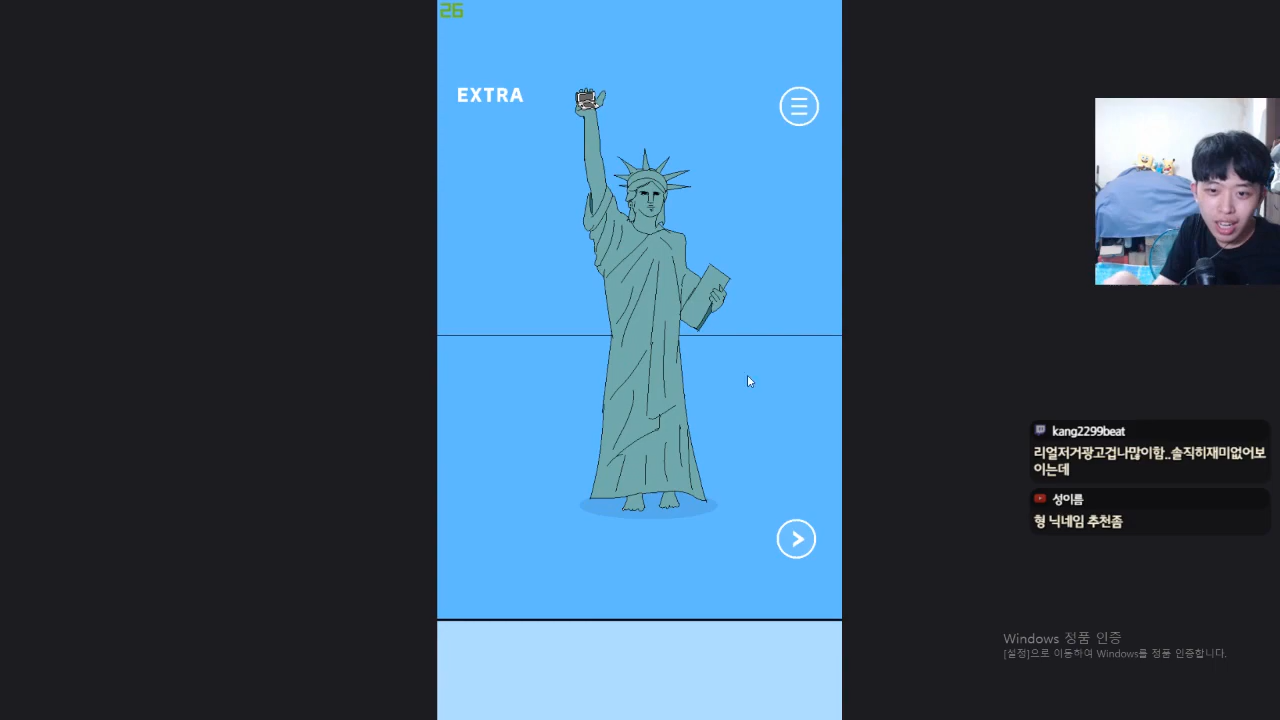 26
EXTRA
kang2299beat
리얼저거광고겁나많이함..솔직히재미없어보
이는데
성이름
형 닉네임 추천좀
Windows 정품 인증
[설정]으로 이동하여 Windows를 정품 인증합니다.